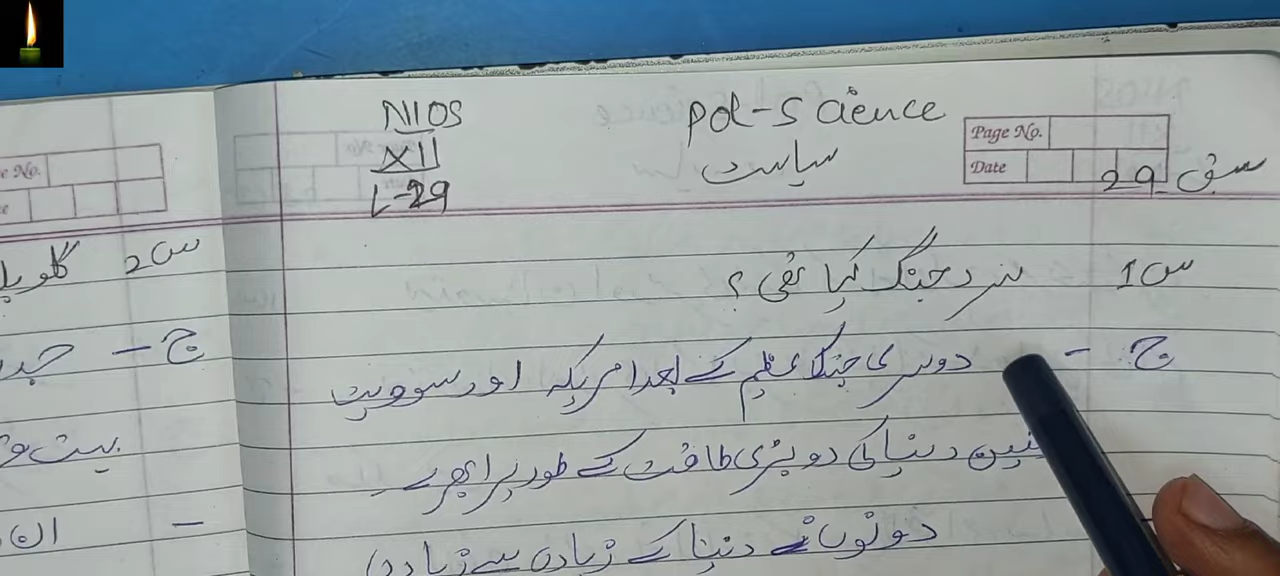 NIOS
XII
L-29
Pol-Science
سیاست
Page No.
Date
سبق 29
س 1 سرد جنگ کیا تھی؟
ج - دوسری جنگ عظیم کے بعد امریکہ اور سوویت
دنیا کی دو بڑی طاقت کے طور پر ابھرے۔
دونوں نے دنیا کے زیادہ سے زیادہ
س 2
ج -